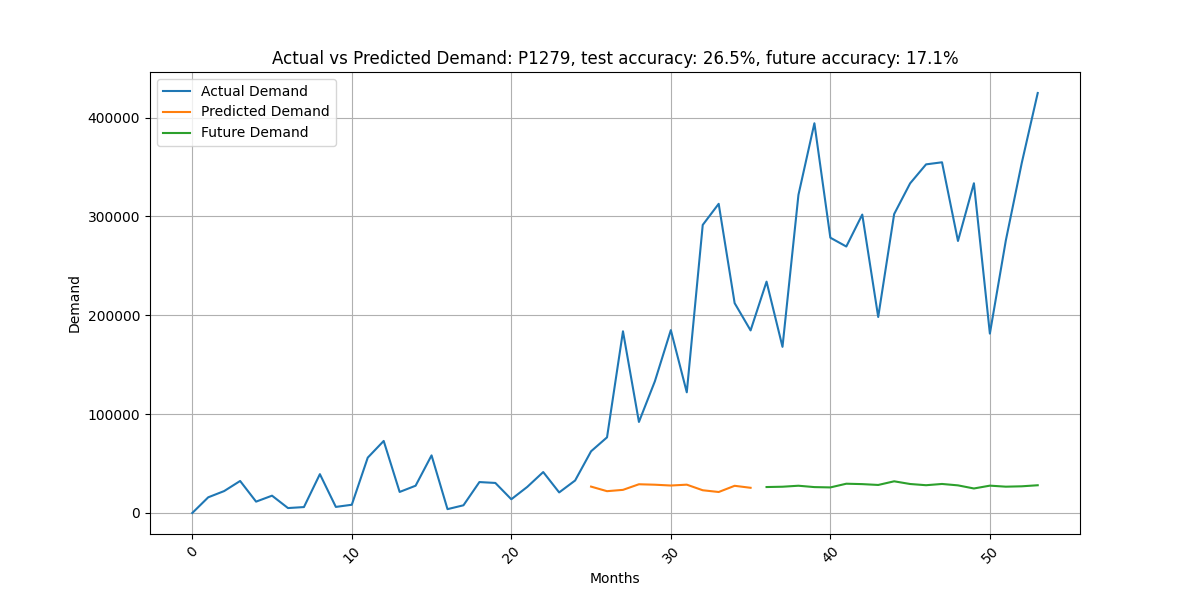 Actual vs Predicted Demand: P1279, test accuracy: 26.5%, future accuracy: 17.1%
Actual Demand
Predicted Demand
Future Demand
400000
300000
200000
100000
0
Demand
0
10
20
30
40
50
Months